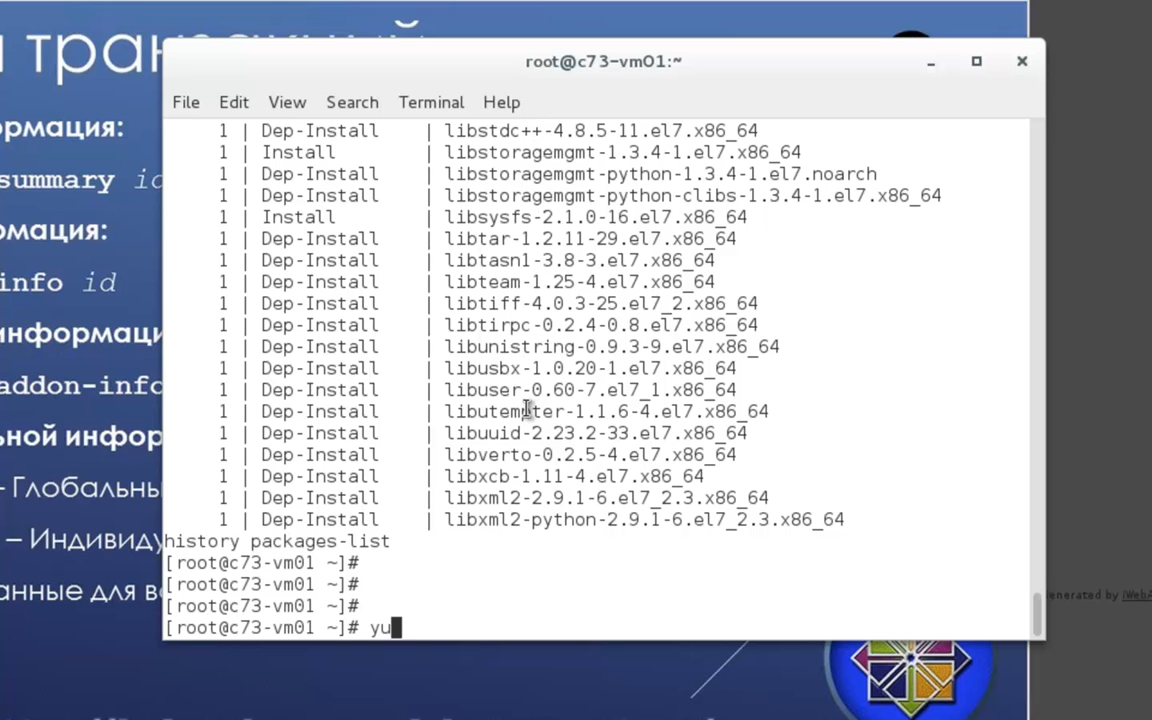 root@c73-vm01:~
File Edit View Search Terminal Help
1 | Dep-Install | libstdc++-4.8.5-11.el7.x86_64
1 | Install | libstoragemgmt-1.3.4-1.el7.x86_64
1 | Dep-Install | libstoragemgmt-python-1.3.4-1.el7.noarch
1 | Dep-Install | libstoragemgmt-python-clibs-1.3.4-1.el7.x86_64
1 | Install | libsysfs-2.1.0-16.el7.x86_64
1 | Dep-Install | libtar-1.2.11-29.el7.x86_64
1 | Dep-Install | libtasn1-3.8-3.el7.x86_64
1 | Dep-Install | libteam-1.25-4.el7.x86_64
1 | Dep-Install | libtiff-4.0.3-25.el7_2.x86_64
1 | Dep-Install | libtirpc-0.2.4-0.8.el7.x86_64
1 | Dep-Install | libunistring-0.9.3-9.el7.x86_64
1 | Dep-Install | libusbx-1.0.20-1.el7.x86_64
1 | Dep-Install | libuser-0.60-7.el7_1.x86_64
1 | Dep-Install | libutempter-1.1.6-4.el7.x86_64
1 | Dep-Install | libuuid-2.23.2-33.el7.x86_64
1 | Dep-Install | libverto-0.2.5-4.el7.x86_64
1 | Dep-Install | libxcb-1.11-4.el7.x86_64
1 | Dep-Install | libxml2-2.9.1-6.el7_2.3.x86_64
1 | Dep-Install | libxml2-python-2.9.1-6.el7_2.3.x86_64
history packages-list
[root@c73-vm01 ~]#
[root@c73-vm01 ~]#
[root@c73-vm01 ~]#
[root@c73-vm01 ~]# yu
ормация:
summary id
рмация:
info id
информаци
addon-info
ьной инфор
– Глобальны
– Индивиду
анные для в
enerated by